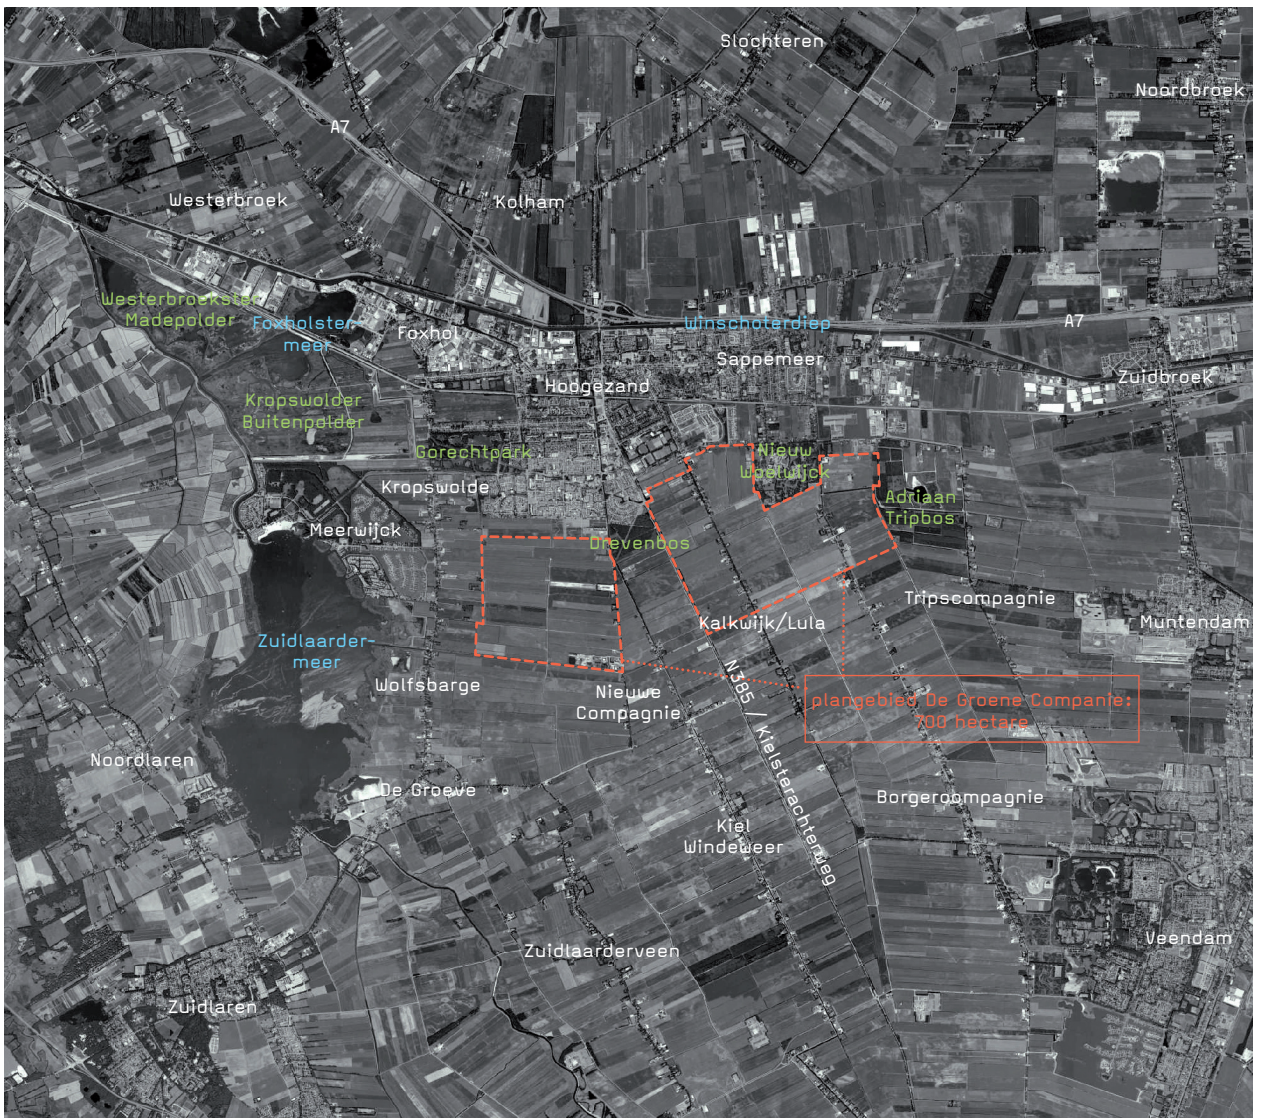 Slochteren
Noordbroek
A7
Westerbroek
Kolham
Westerbroekster
Madepolder
Foxholster-
meer
Foxhol
Winschoterdiep
A7
Sappemeer
Zuidbroek
Hoogezand
Kropswolder
Buitenpolder
Gorechtpark
Nieuw
Woelwijck
Kropswolde
Adriaan
Tripbos
Meerwijck
Drevenbos
Tripscompagnie
Muntendam
Kalkwijk/Lula
Zuidlaarder-
meer
Wolfsbarge
Nieuwe
Compagnie
N385 / Kielsterachterweg
plangebied De Groene Companie:
700 hectare
Noordlaren
De Groeve
Borgercompagnie
Kiel
Windeweer
Zuidlaarderveen
Veendam
Zuidlaren